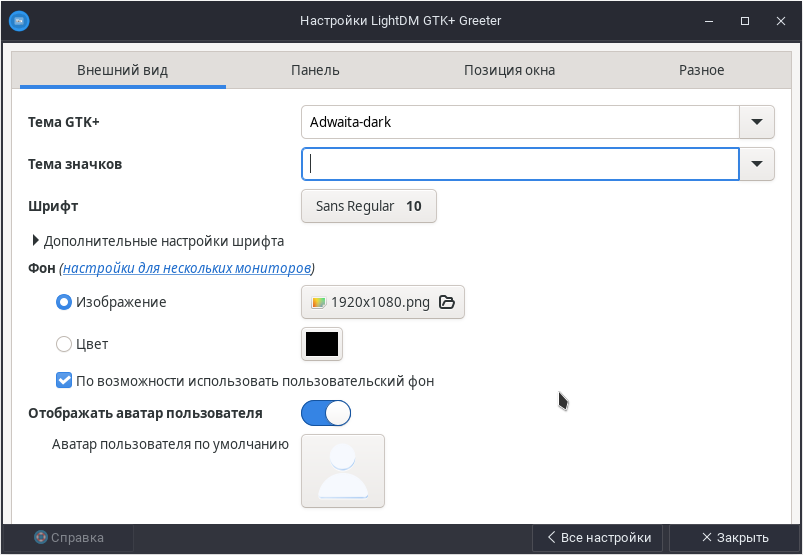 Настройки LightDM GTK+ Greeter
Внешний вид Панель Позиция окна Разное
Тема GTK+ Adwaita-dark
Тема значков
Шрифт Sans Regular 10
Дополнительные настройки шрифта
Фон (настройки для нескольких мониторов)
Изображение 1920x1080.png
Цвет
По возможности использовать пользовательский фон
Отображать аватар пользователя
Аватар пользователя по умолчанию
Справка Все настройки Закрыть